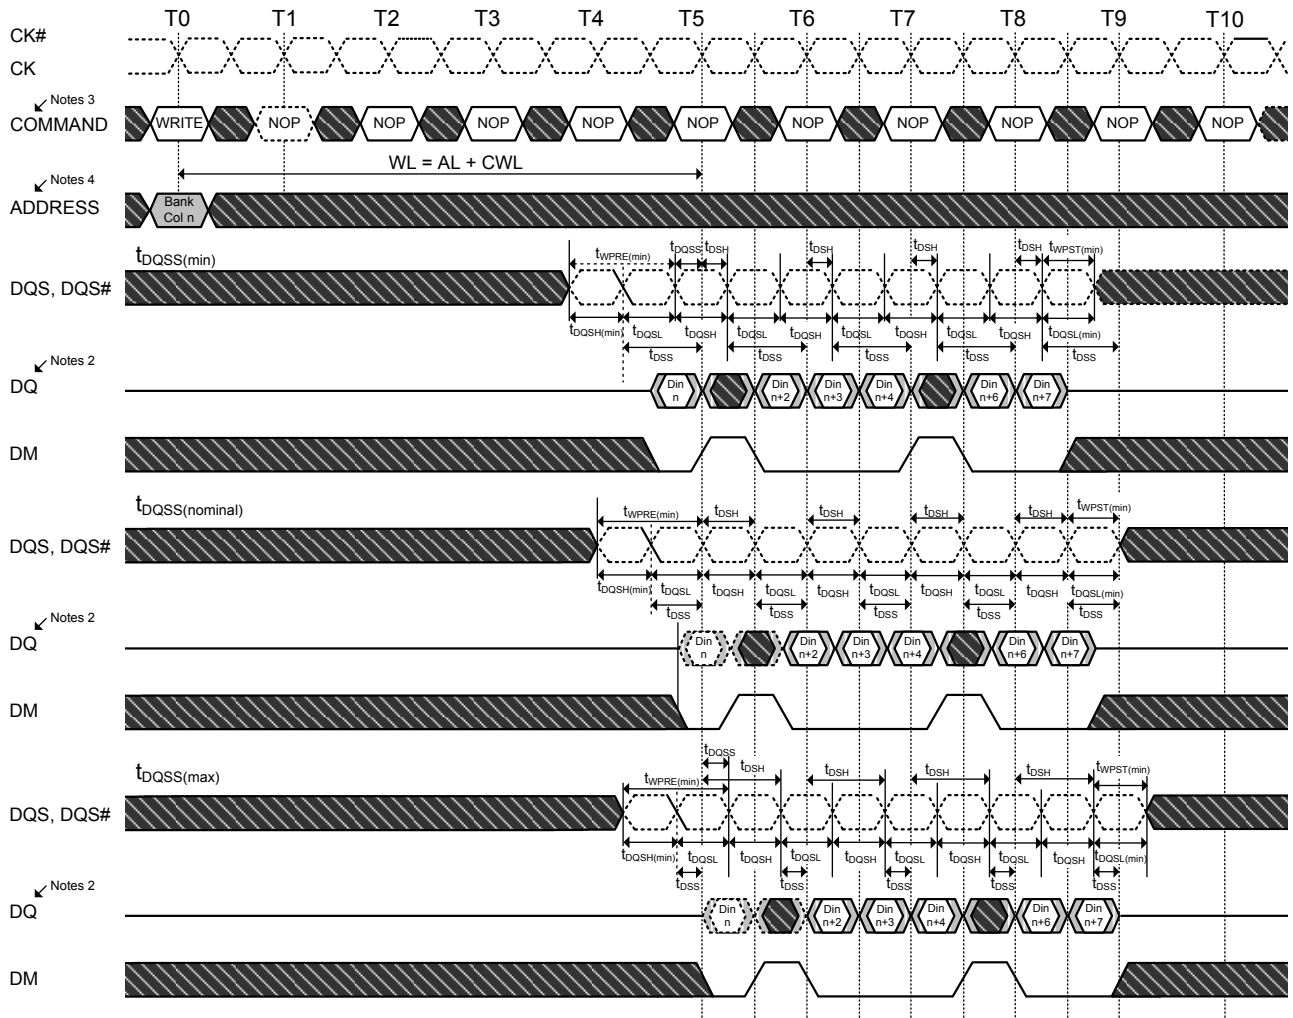 T0 T1 T2 T3 T4 T5 T6 T7 T8 T9 T10
CK#
CK
Notes 3
COMMAND WRITE NOP NOP NOP NOP NOP NOP NOP NOP NOP NOP
WL = AL + CWL
Notes 4
ADDRESS
Bank
Col n
tDQSS(min)
tWPRE(min) tDQSS tDSH tDSH tDSH tDSH tWPST(min)
DQS, DQS#
tDQSH(min) tDQSL tDQSH tDQSL tDQSH tDQSL tDQSH tDQSL tDQSH tDQSL(min)
tDSS tDSS tDSS tDSS tDSS
Notes 2
DQ
Din Din Din Din Din Din
n n+2 n+3 n+4 n+6 n+7
DM
tDQSS(nominal)
tWPRE(min) tDSH tDSH tDSH tDSH tWPST(min)
DQS, DQS#
tDQSH(min) tDQSL tDQSH tDQSL tDQSH tDQSL tDQSH tDQSL tDQSH tDQSL(min)
tDSS tDSS tDSS tDSS tDSS
Notes 2
DQ
Din Din Din Din Din Din
n n+2 n+3 n+4 n+6 n+7
DM
tDQSS
tDQSS(max)
tWPRE(min) tDSH tDSH tDSH tDSH tWPST(min)
DQS, DQS#
tDQSH(min) tDQSL tDQSH tDQSL tDQSH tDQSL tDQSH tDQSL tDQSH tDQSL(min)
tDSS tDSS tDSS tDSS tDSS
Notes 2
DQ
Din Din Din Din Din Din
n n+2 n+3 n+4 n+6 n+7
DM